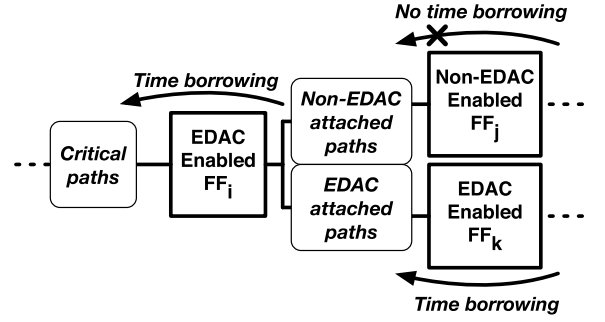 No time borrowing
Time borrowing
Critical
paths
EDAC
Enabled
FFi
Non-EDAC
attached
paths
EDAC
attached
paths
Non-EDAC
Enabled
FFj
EDAC
Enabled
FFk
Time borrowing